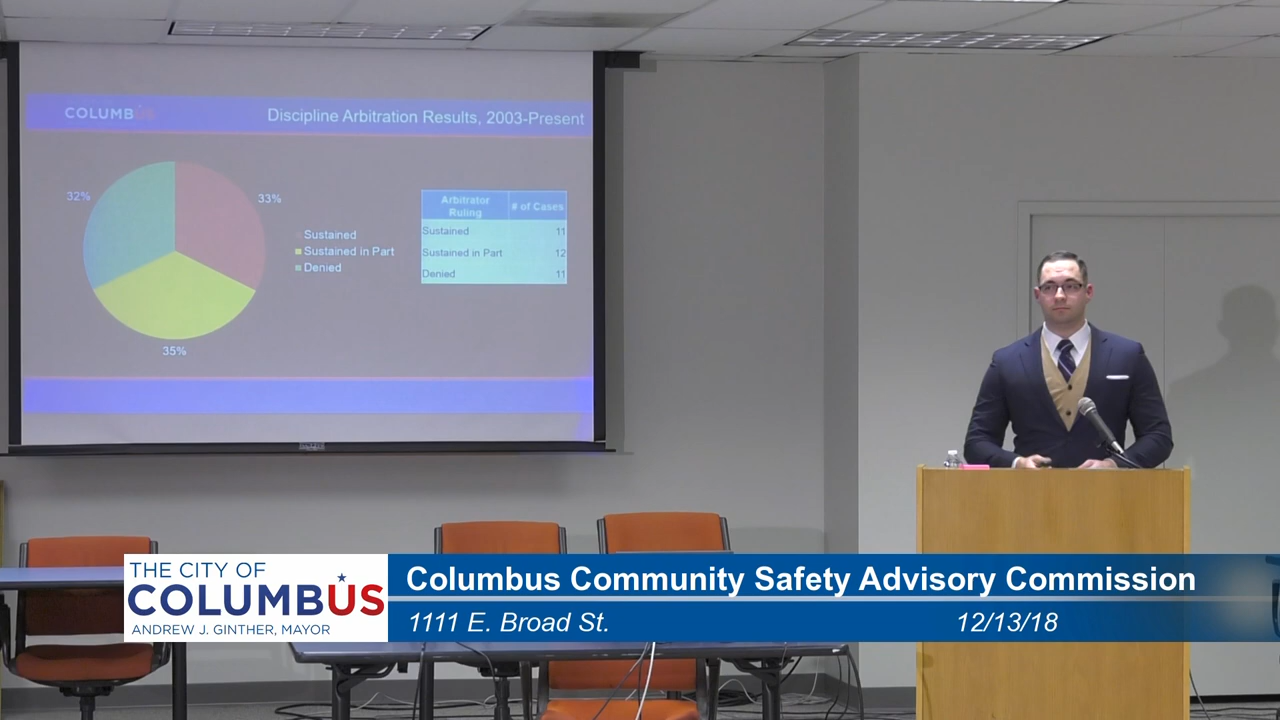 COLUMBUS
Discipline Arbitration Results, 2003-Present
32%
33%
35%
Sustained
Sustained in Part
Denied
Arbitrator
Ruling
# of Cases
Sustained 11
Sustained in Part 12
Denied 11
THE CITY OF
COLUMBUS
ANDREW J. GINTHER, MAYOR
Columbus Community Safety Advisory Commission
1111 E. Broad St. 12/13/18